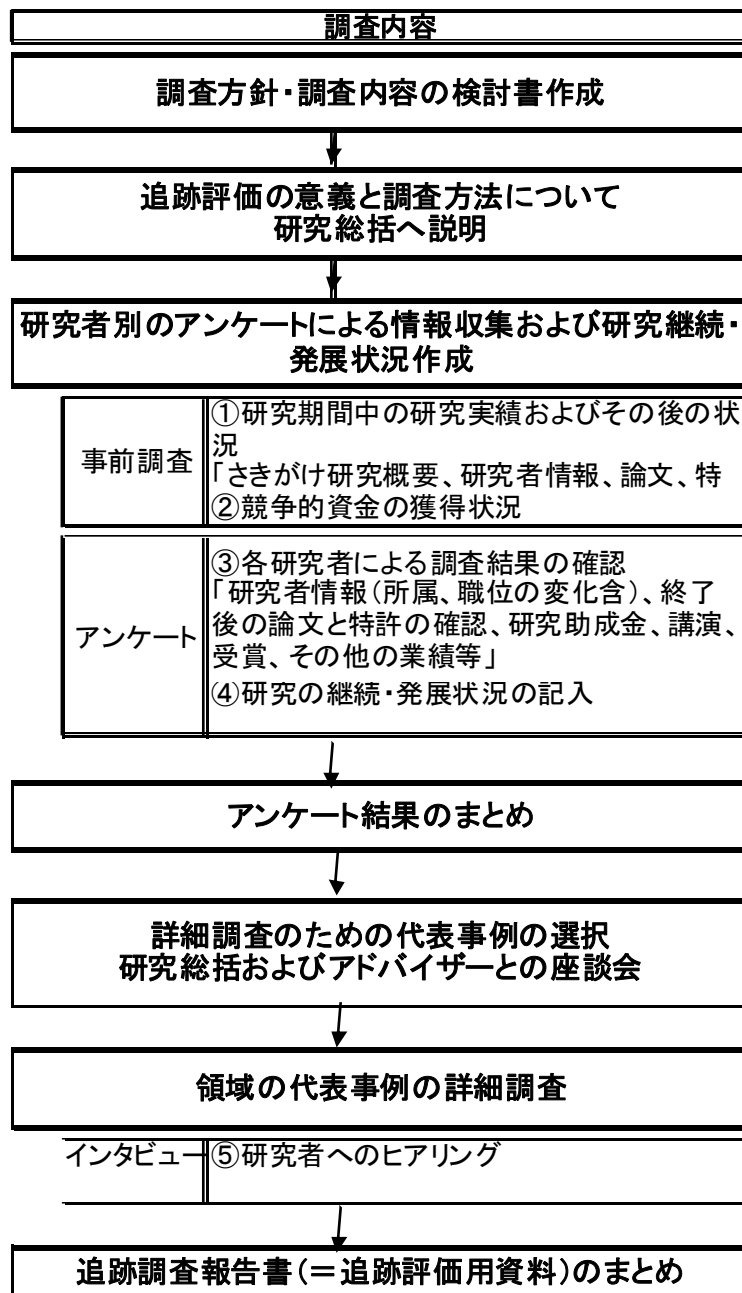 調査内容
調査方針・調査内容の検討書作成
追跡評価の意義と調査方法について
研究総括へ説明
研究者別のアンケートによる情報収集および研究継続・
発展状況作成
事前調査
①研究期間中の研究実績およびその後の状
況
「さきがけ研究概要、研究者情報、論文、特
②競争的資金の獲得状況
アンケート
③各研究者による調査結果の確認
「研究者情報(所属、職位の変化含)、終了
後の論文と特許の確認、研究助成金、講演、
受賞、その他の業績等」
④研究の継続・発展状況の記入
アンケート結果のまとめ
詳細調査のための代表事例の選択
研究総括およびアドバイザーとの座談会
領域の代表事例の詳細調査
インタビュー
⑤研究者へのヒアリング
追跡調査報告書(=追跡評価用資料)のまとめ